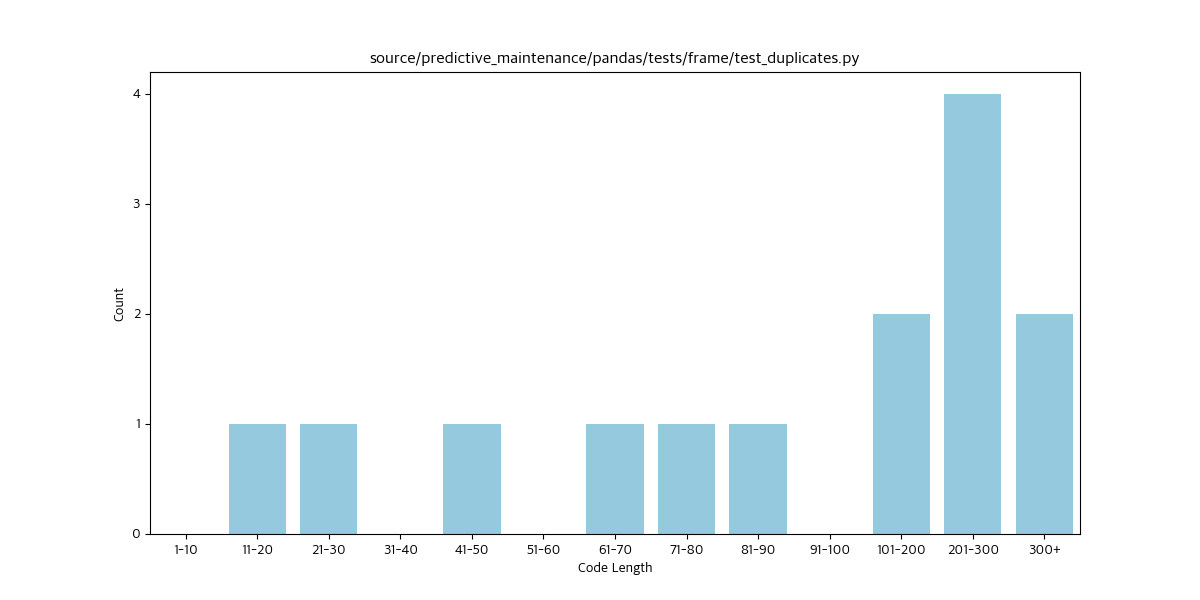 source/predictive_maintenance/pandas/tests/frame/test_duplicates.py
4
3
2
1
0
Count
1-10 11-20 21-30 31-40 41-50 51-60 61-70 71-80 81-90 91-100 101-200 201-300 300+
Code Length